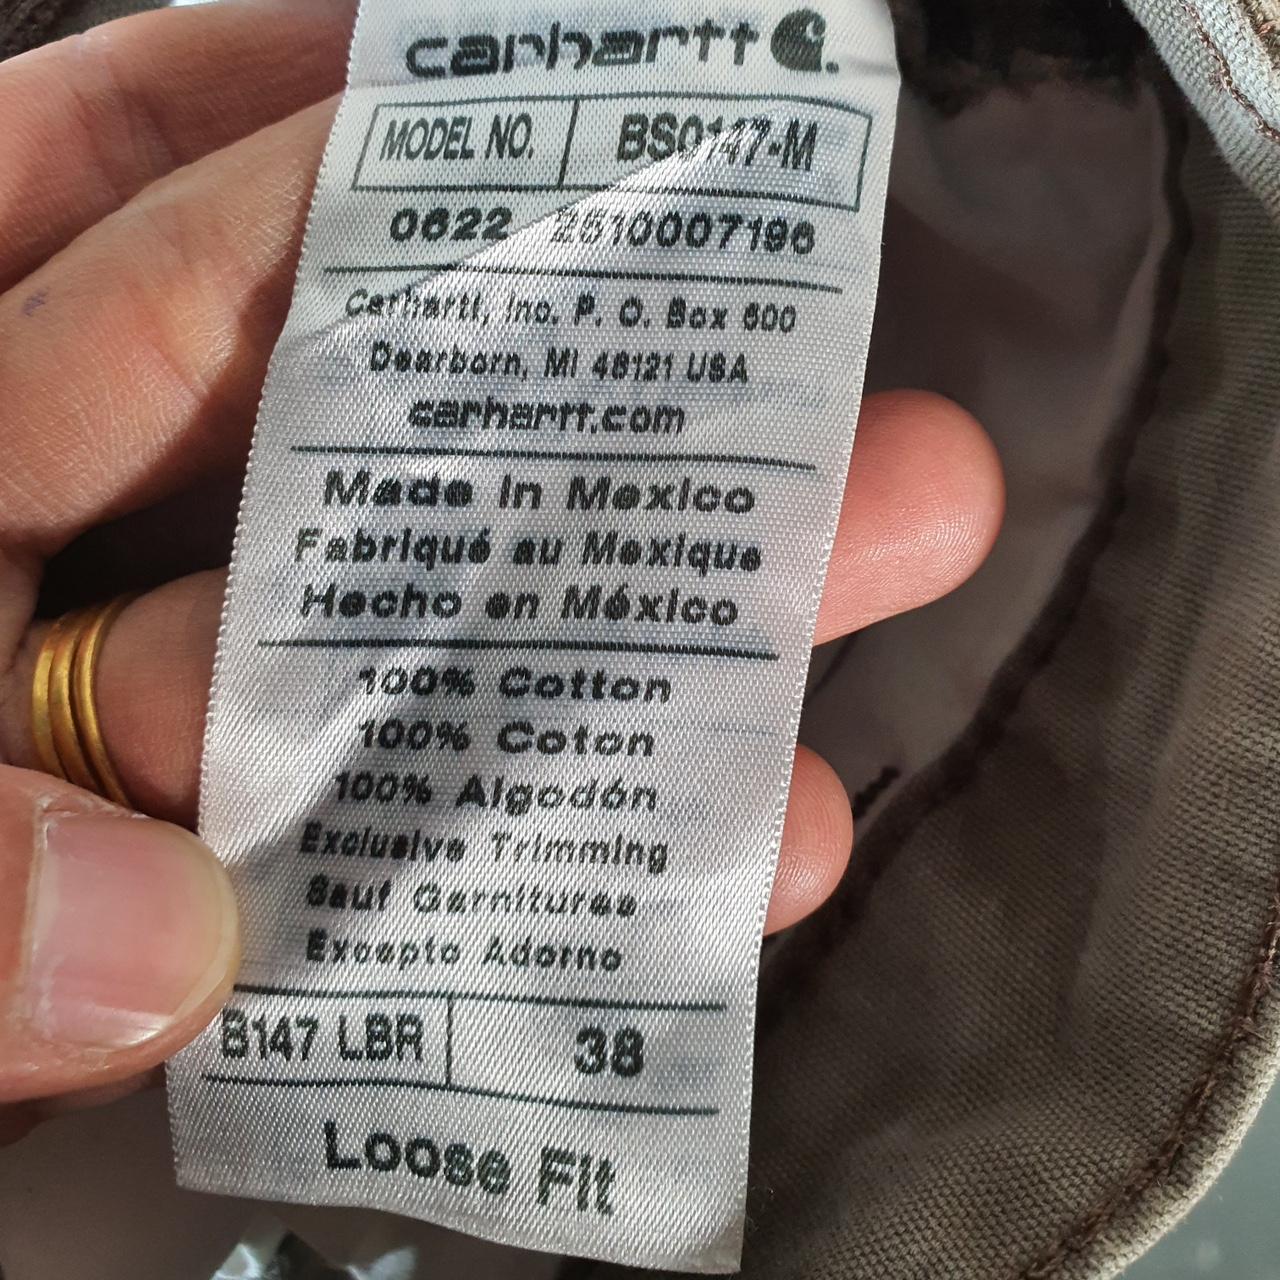 carhartt
MODEL NO. BS0147-M
0622 2510007196
Carhartt, Inc. P. O. Box 600
Dearborn, MI 48121 USA
carhartt.com
Made in Mexico
Fabriqué au Mexique
Hecho en México
100% Cotton
100% Coton
100% Algodón
Exclusive Trimming
Sauf Garnitures
Excepto Adorno
B147 LBR 38
Loose Fit